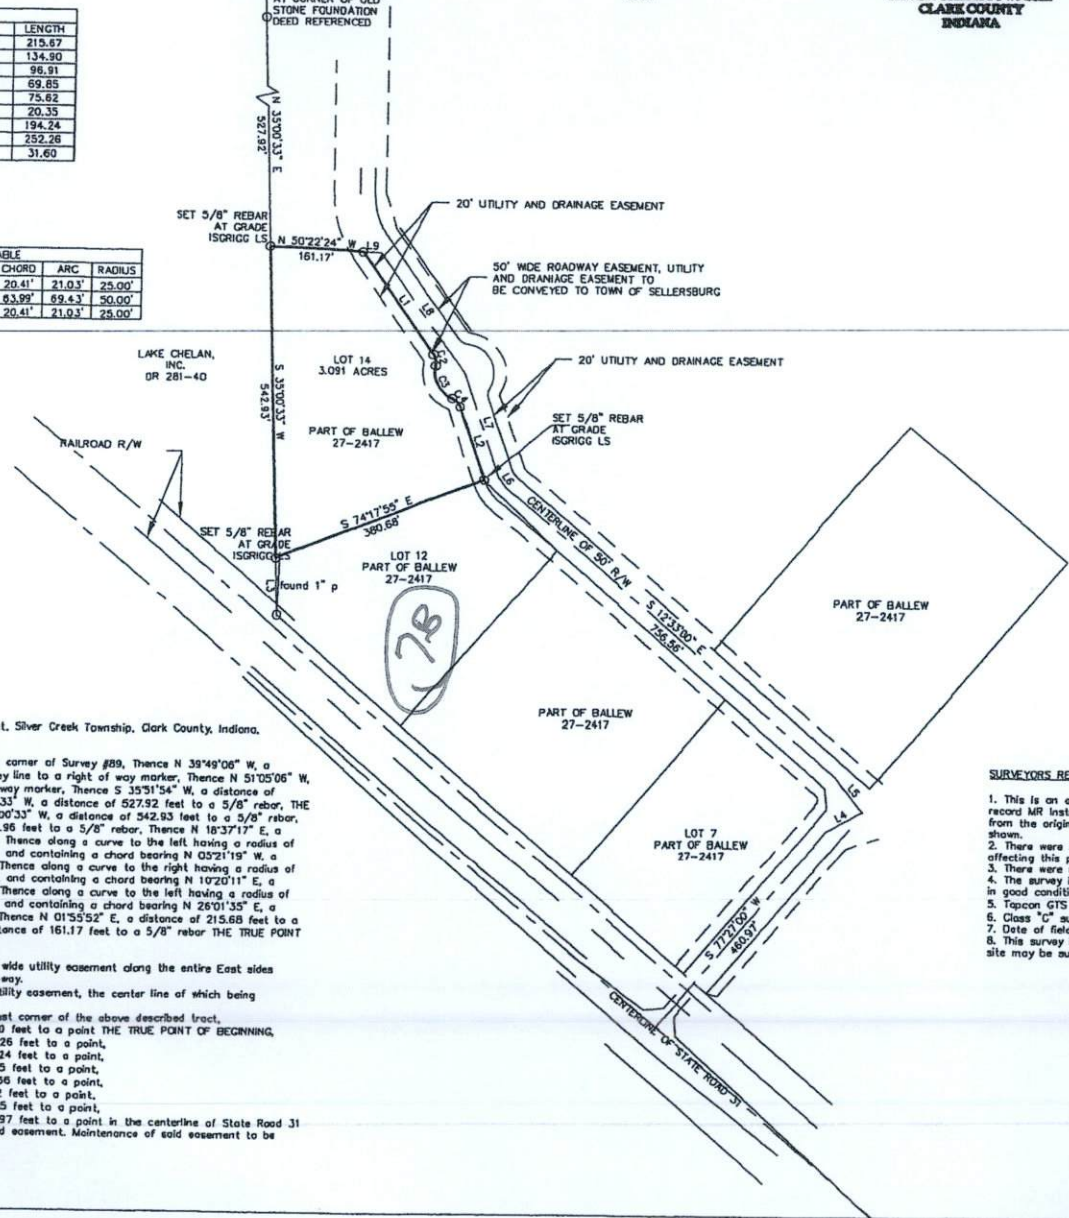 CLARK COUNTY
INDIANA
STONE FOUNDATION
DEED REFERENCED
LENGTH
215.67
134.90
96.91
69.85
75.62
20.35
194.24
252.26
31.60
N 35°00'33" E
527.92'
SET 5/8" REBAR
AT GRADE
ISGRIGG LS
N 50°22'24" W
161.17'
L9
20' UTILITY AND DRAINAGE EASEMENT
50' WIDE ROADWAY EASEMENT, UTILITY
AND DRANIAGE EASEMENT TO
BE CONVEYED TO TOWN OF SELLERSBURG
CHORD ARC RADIUS
20.41' 21.03' 25.00'
63.99' 69.43' 50.00'
20.41' 21.03' 25.00'
L1
L8
LAKE CHELAN,
INC.
DR 281-40
LOT 14
3.091 ACRES
S 35°00'33" W
542.93'
C2
C3
20' UTILITY AND DRAINAGE EASEMENT
PART OF BALLEW
27-2417
L7
L2
SET 5/8" REBAR
AT GRADE
ISGRIGG LS
RAILROAD R/W
L6
S 74°17'55" E
380.68'
CENTERLINE OF 50' R/W
SET 5/8" REBAR
AT GRADE
ISGRIGG LS
LOT 12
PART OF BALLEW
27-2417
L3
found 1" p
7B
S 12°33'00" E
756.56'
PART OF BALLEW
27-2417
PART OF BALLEW
27-2417
t. Silver Creek Township. Clark County, Indiana.
corner of Survey #89, Thence N 39°49'06" W, a
y line to a right of way marker, Thence N 51°05'06" W,
way marker, Thence S 35°51'54" W, a distance of
33" W, a distance of 527.92 feet to a 5/8" rebar, THE
00'33" W, a distance of 542.93 feet to a 5/8" rebar,
.96 feet to a 5/8" rebar, Thence N 18°37'17" E, a
Thence along a curve to the left having a radius of
and containing a chord bearing N 05°21'19" W. a
Thence along a curve to the right having a radius of
and containing a chord bearing N 10°20'11" E, a
Thence along a curve to the left having a radius of
and containing a chord bearing N 26°01'35" E, a
Thence N 01°55'52" E, a distance of 215.68 feet to a
tance of 161.17 feet to a 5/8" rebar THE TRUE POINT
wide utility easement along the entire East sides
way.
tility easement, the center line of which being
ast corner of the above described tract,
0 feet to a point THE TRUE POINT OF BEGINNING,
26 feet to a point,
24 feet to a point,
5 feet to a point,
56 feet to a point,
2 feet to a point,
5 feet to a point,
97 feet to a point in the centerline of State Road 31
d easement. Maintenance of said easement to be
L5
L4
LOT 7
PART OF BALLEW
27-2417
S 77°27'00" W
460.97'
CENTERLINE OF STATE ROAD 31
SURVEYORS RE
1. This is an
record MR Inst
from the origin
shown.
2. There were
affecting this
3. There were
4. The survey
in good conditi
5. Topcon GTS
6. Class "C" su
7. Date of fiel
8. This survey
site may be su